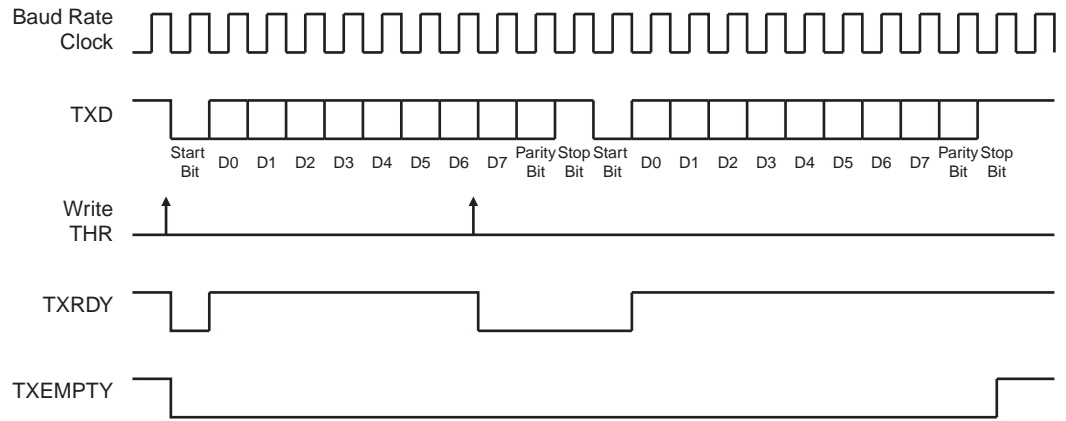 Baud Rate
Clock
TXD
Start Bit D0 D1 D2 D3 D4 D5 D6 D7 Parity Bit Stop Bit Start Bit D0 D1 D2 D3 D4 D5 D6 D7 Parity Bit Stop Bit
Write
THR
TXRDY
TXEMPTY